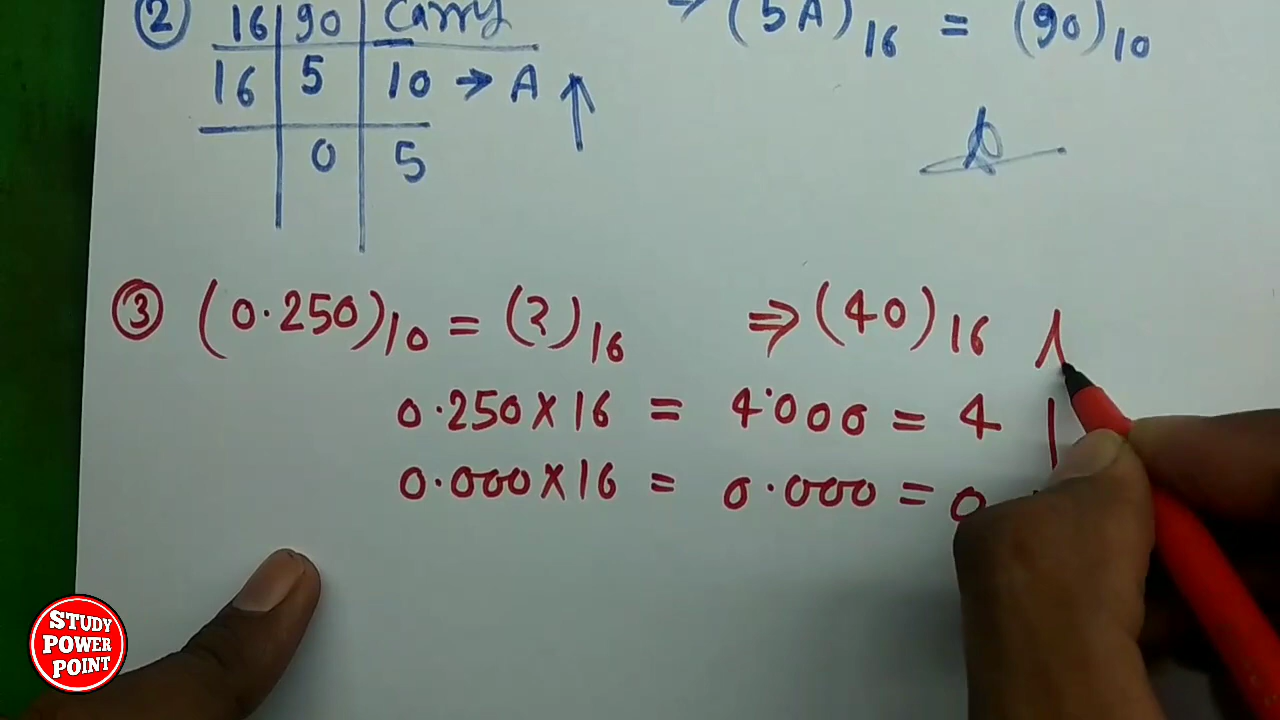 ② 16 90 Carry ⇒ (5A)16 = (90)10
16 5 10 → A
0 5
③ (0.250)10 = (?)16 ⇒ (40)16
0.250 X 16 = 4.000 = 4
0.000 X 16 = 0.000 = 0
STUDY
POWER
POINT